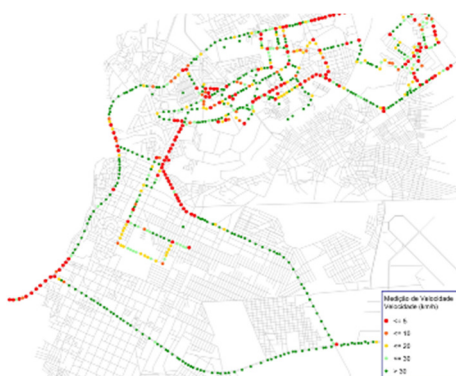 Medição de Velocidade
Velocidade (km/h)
<= 5
<= 10
<= 20
<= 30
> 30